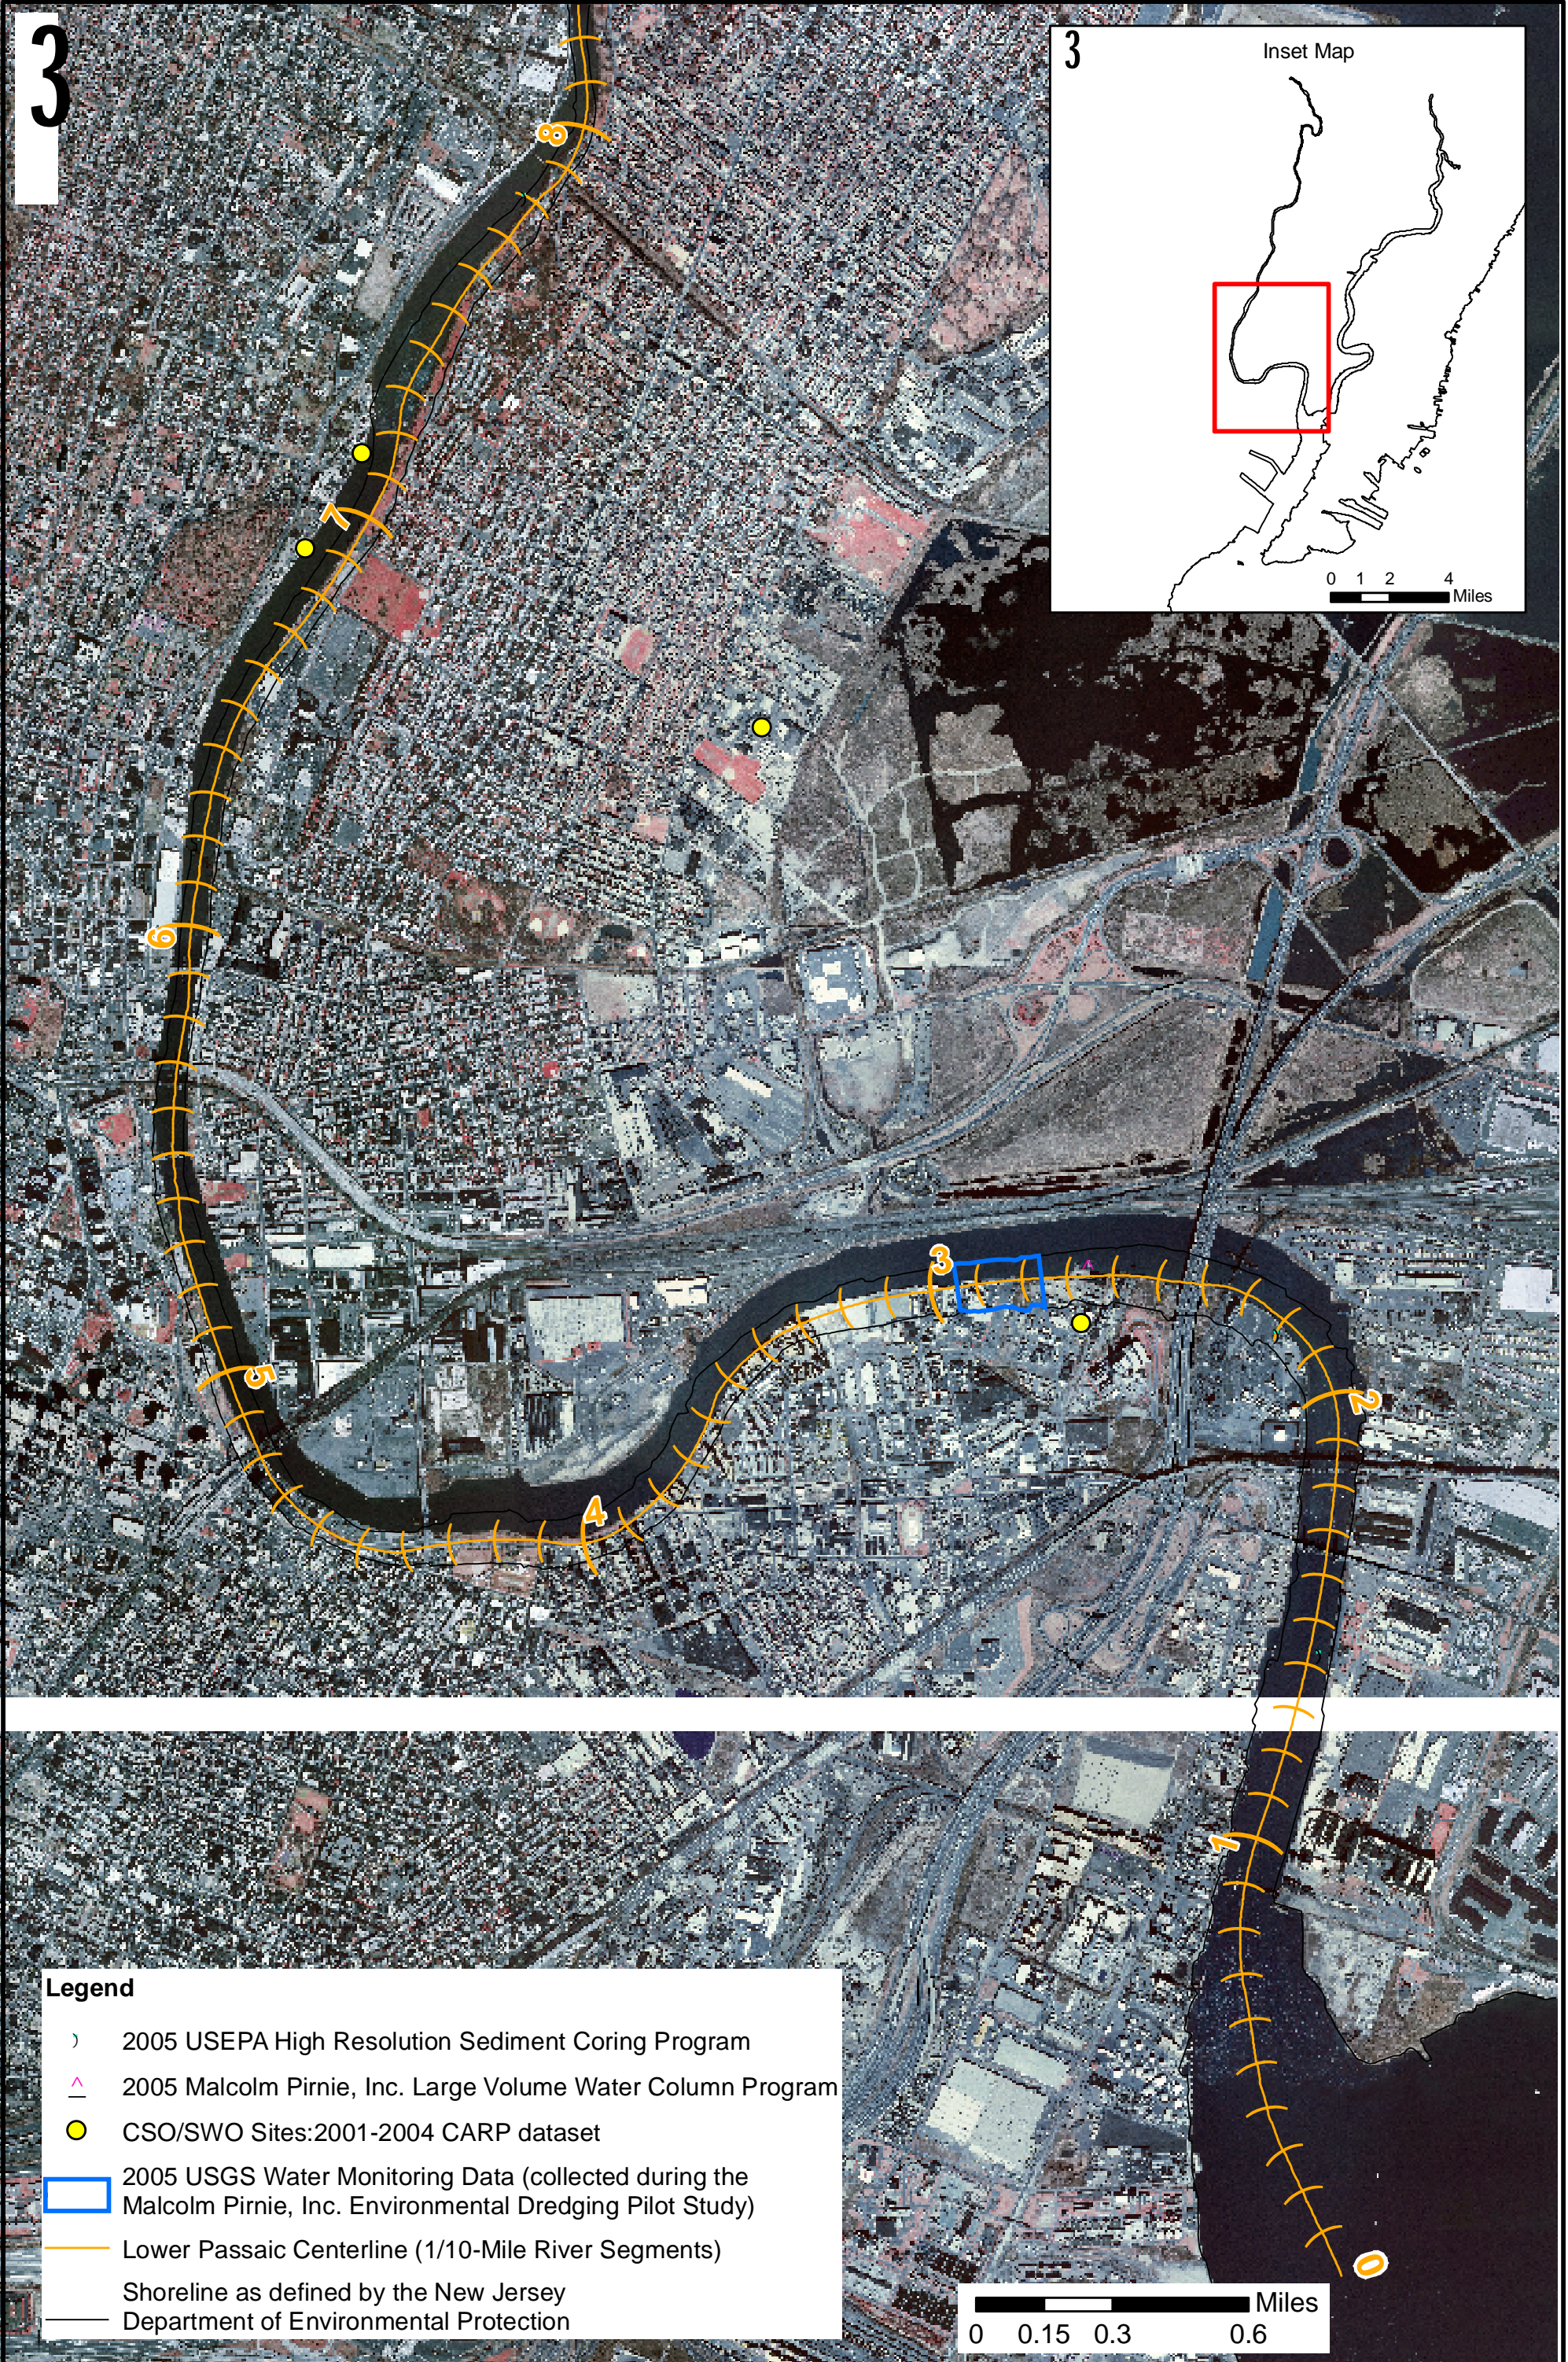 3
3
Inset Map
0 1 2 4
Miles
8
7
6
5
4
3
2
1
0
Legend
2005 USEPA High Resolution Sediment Coring Program
2005 Malcolm Pirnie, Inc. Large Volume Water Column Program
CSO/SWO Sites:2001-2004 CARP dataset
2005 USGS Water Monitoring Data (collected during the
Malcolm Pirnie, Inc. Environmental Dredging Pilot Study)
Lower Passaic Centerline (1/10-Mile River Segments)
Shoreline as defined by the New Jersey
Department of Environmental Protection
Miles
0 0.15 0.3 0.6